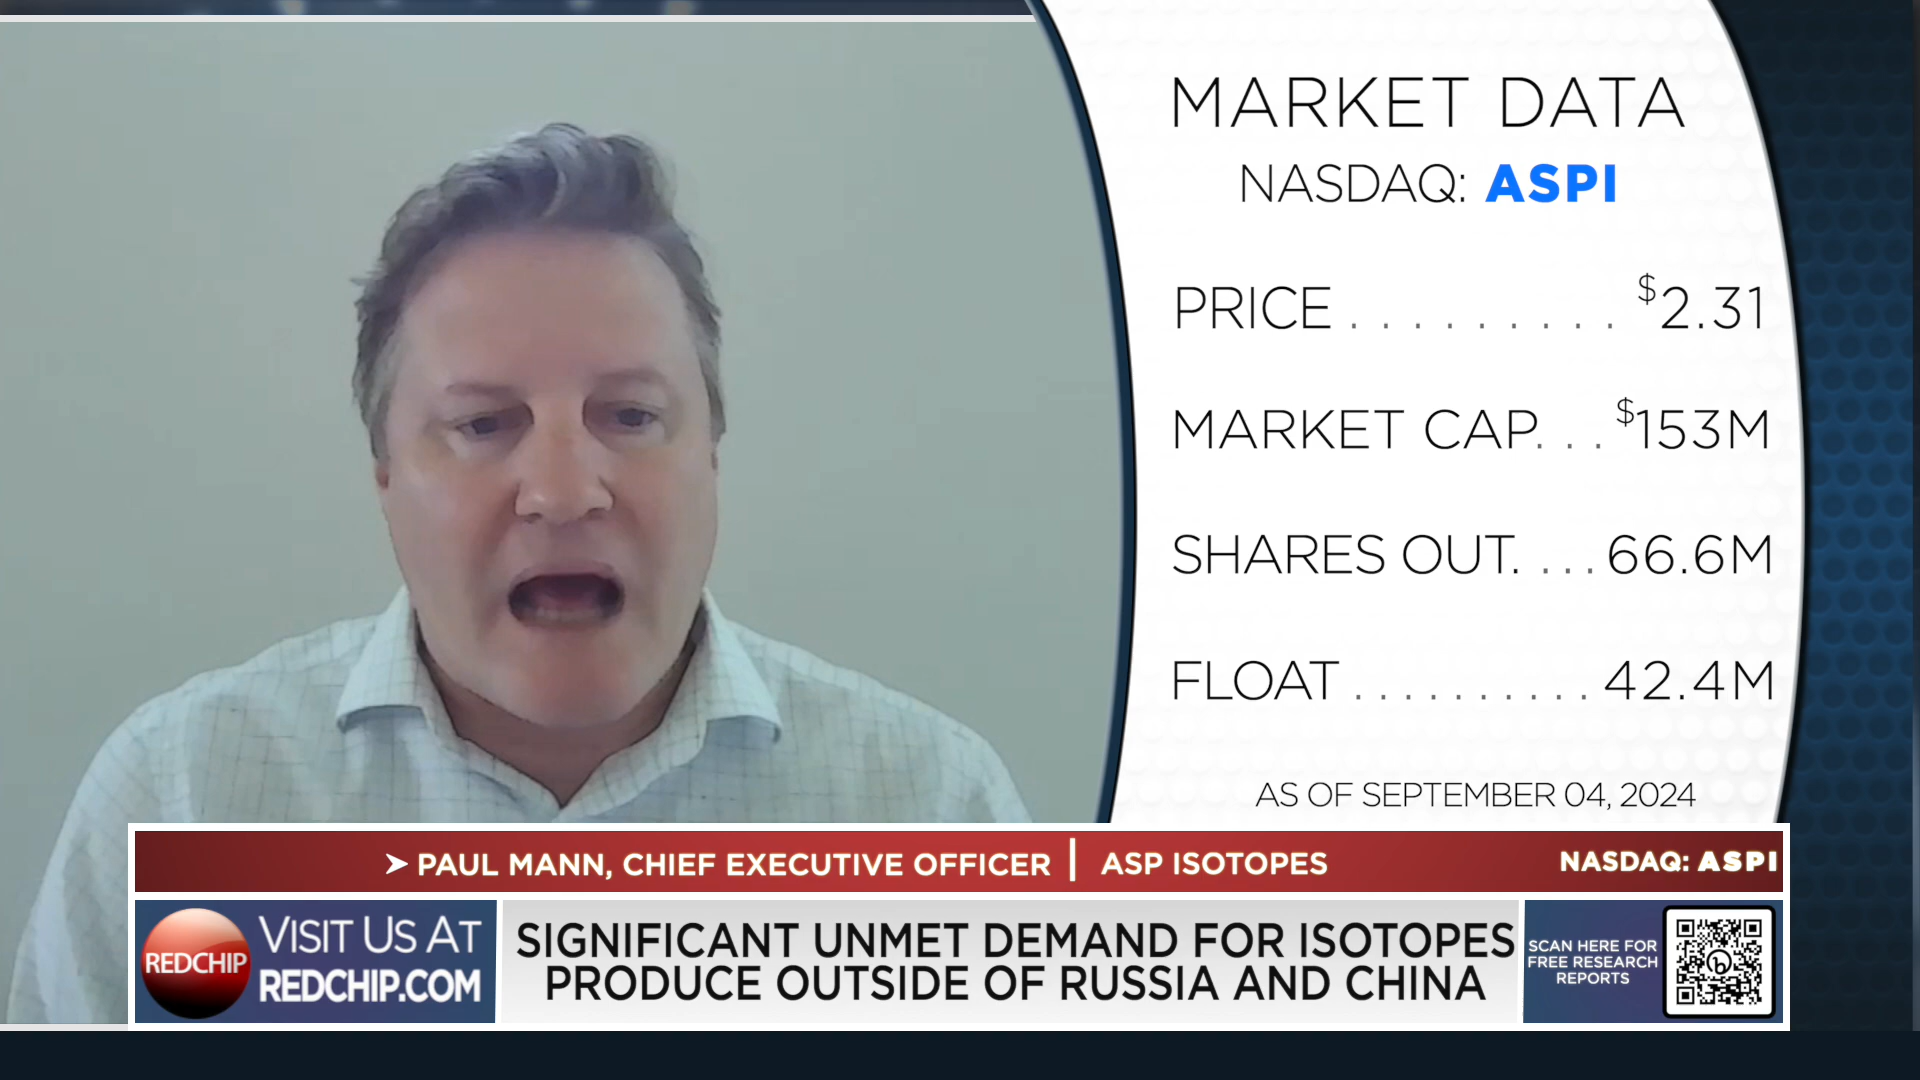 MARKET DATA
NASDAQ: ASPI
PRICE . . . . . . . . . $2.31
MARKET CAP. . . $153M
SHARES OUT. . . . 66.6M
FLOAT . . . . . . . . . . 42.4M
AS OF SEPTEMBER 04, 2024
➤ PAUL MANN, CHIEF EXECUTIVE OFFICER | ASP ISOTOPES NASDAQ: ASPI
REDCHIP
VISIT US AT
REDCHIP.COM
SIGNIFICANT UNMET DEMAND FOR ISOTOPES
PRODUCE OUTSIDE OF RUSSIA AND CHINA
SCAN HERE FOR
FREE RESEARCH
REPORTS